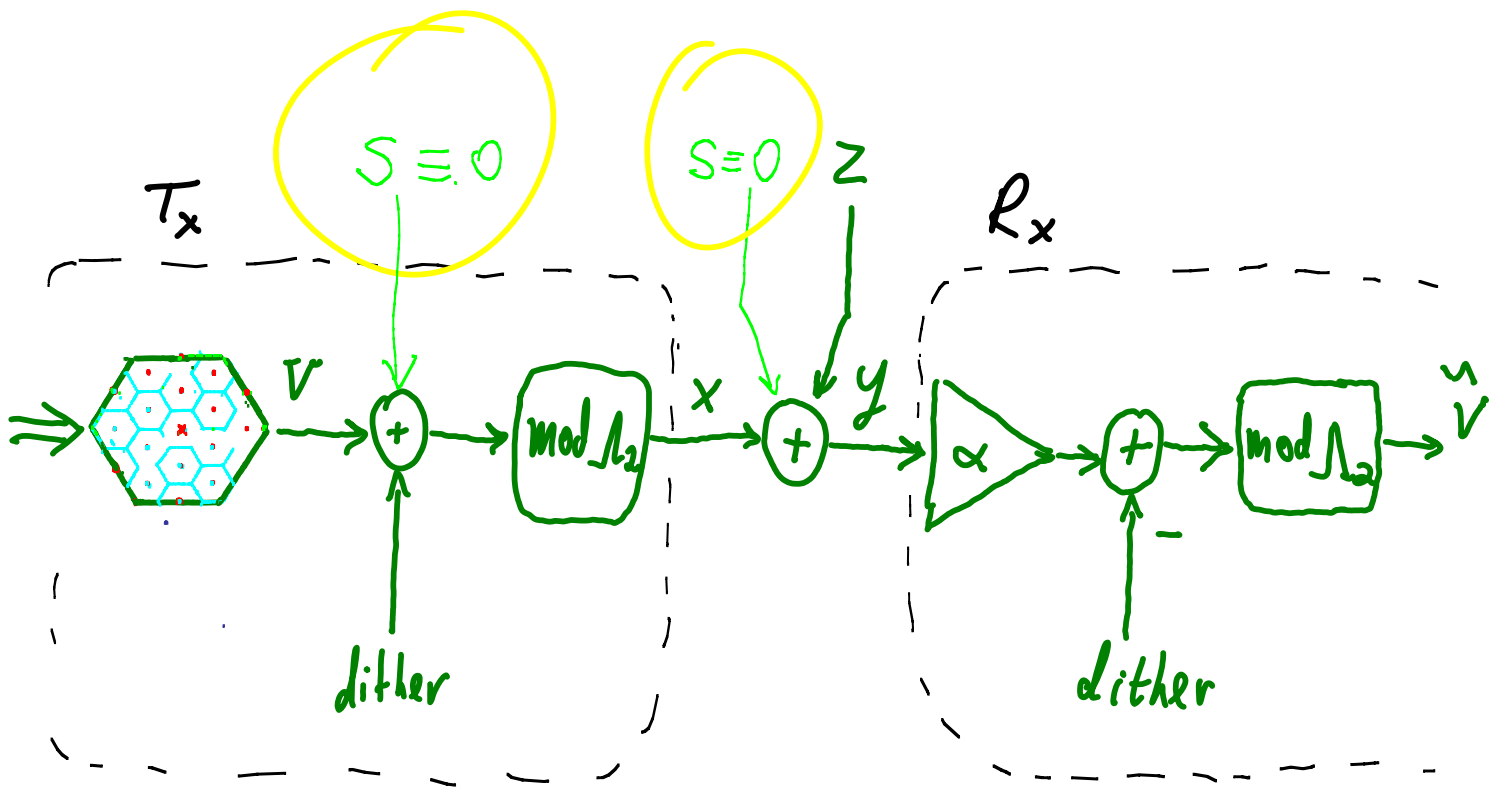 S ≡ 0
S≡0
Z
Tx
Rx
V
+
mod Λ2
x
+
y
α
+
mod Λ2
V̂
−
dither
dither